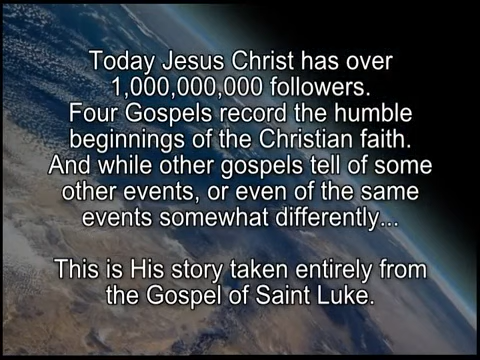 Today Jesus Christ has over
1,000,000,000 followers.
Four Gospels record the humble
beginnings of the Christian faith.
And while other gospels tell of some
other events, or even of the same
events somewhat differently...
This is His story taken entirely from
the Gospel of Saint Luke.